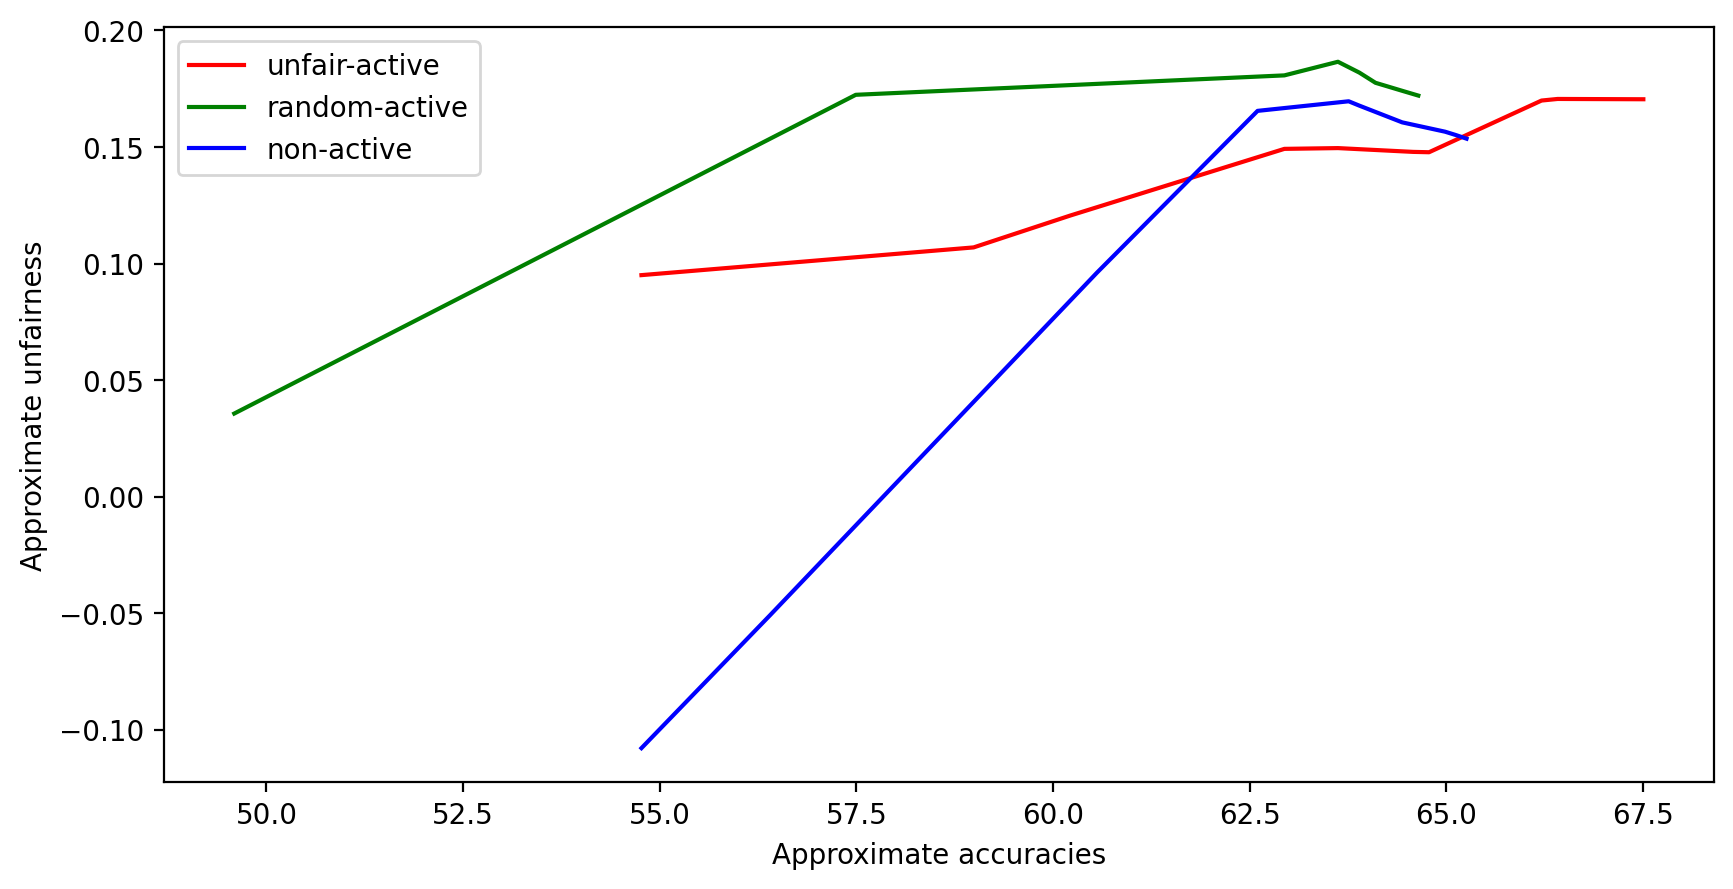 0.20
0.15
0.10
0.05
0.00
−0.05
−0.10
Approximate unfairness
unfair-active
random-active
non-active
50.0 52.5 55.0 57.5 60.0 62.5 65.0 67.5
Approximate accuracies